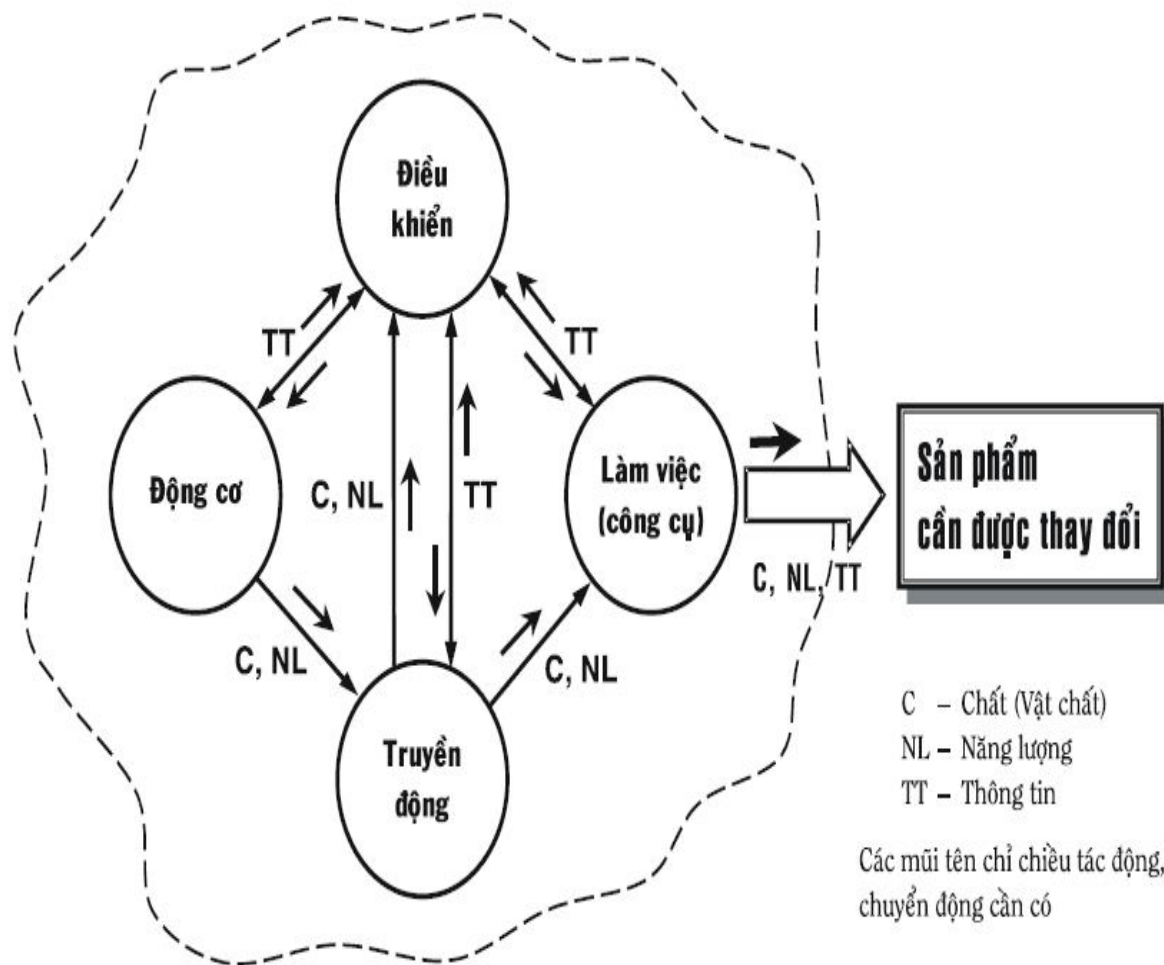 Điều
khiển
TT
TT
Động cơ
C, NL
TT
Làm việc
(công cụ)
Sản phẩm
cần được thay đổi
C, NL, TT
C, NL
C, NL
Truyền
động
C – Chất (Vật chất)
NL – Năng lượng
TT – Thông tin
Các mũi tên chỉ chiều tác động,
chuyển động cần có